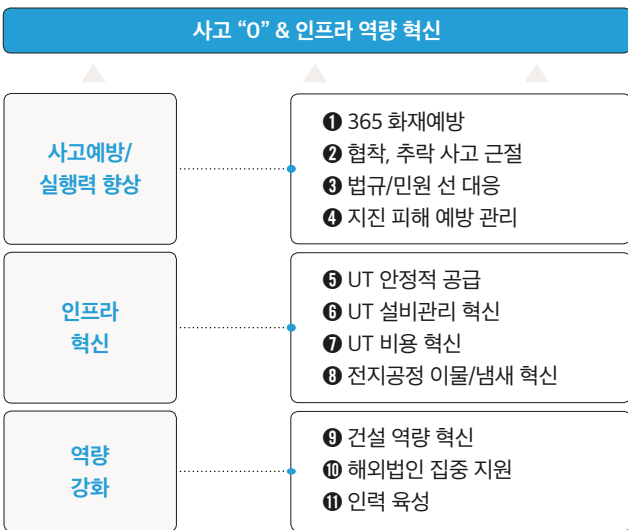 사고 “0” & 인프라 역량 혁신
사고예방/
실행력 향상
❶ 365 화재예방
❷ 협착, 추락 사고 근절
❸ 법규/민원 선 대응
❹ 지진 피해 예방 관리
인프라
혁신
❺ UT 안정적 공급
❻ UT 설비관리 혁신
❼ UT 비용 혁신
❽ 전지공정 이물/냄새 혁신
역량
강화
❾ 건설 역량 혁신
❿ 해외법인 집중 지원
⓫ 인력 육성